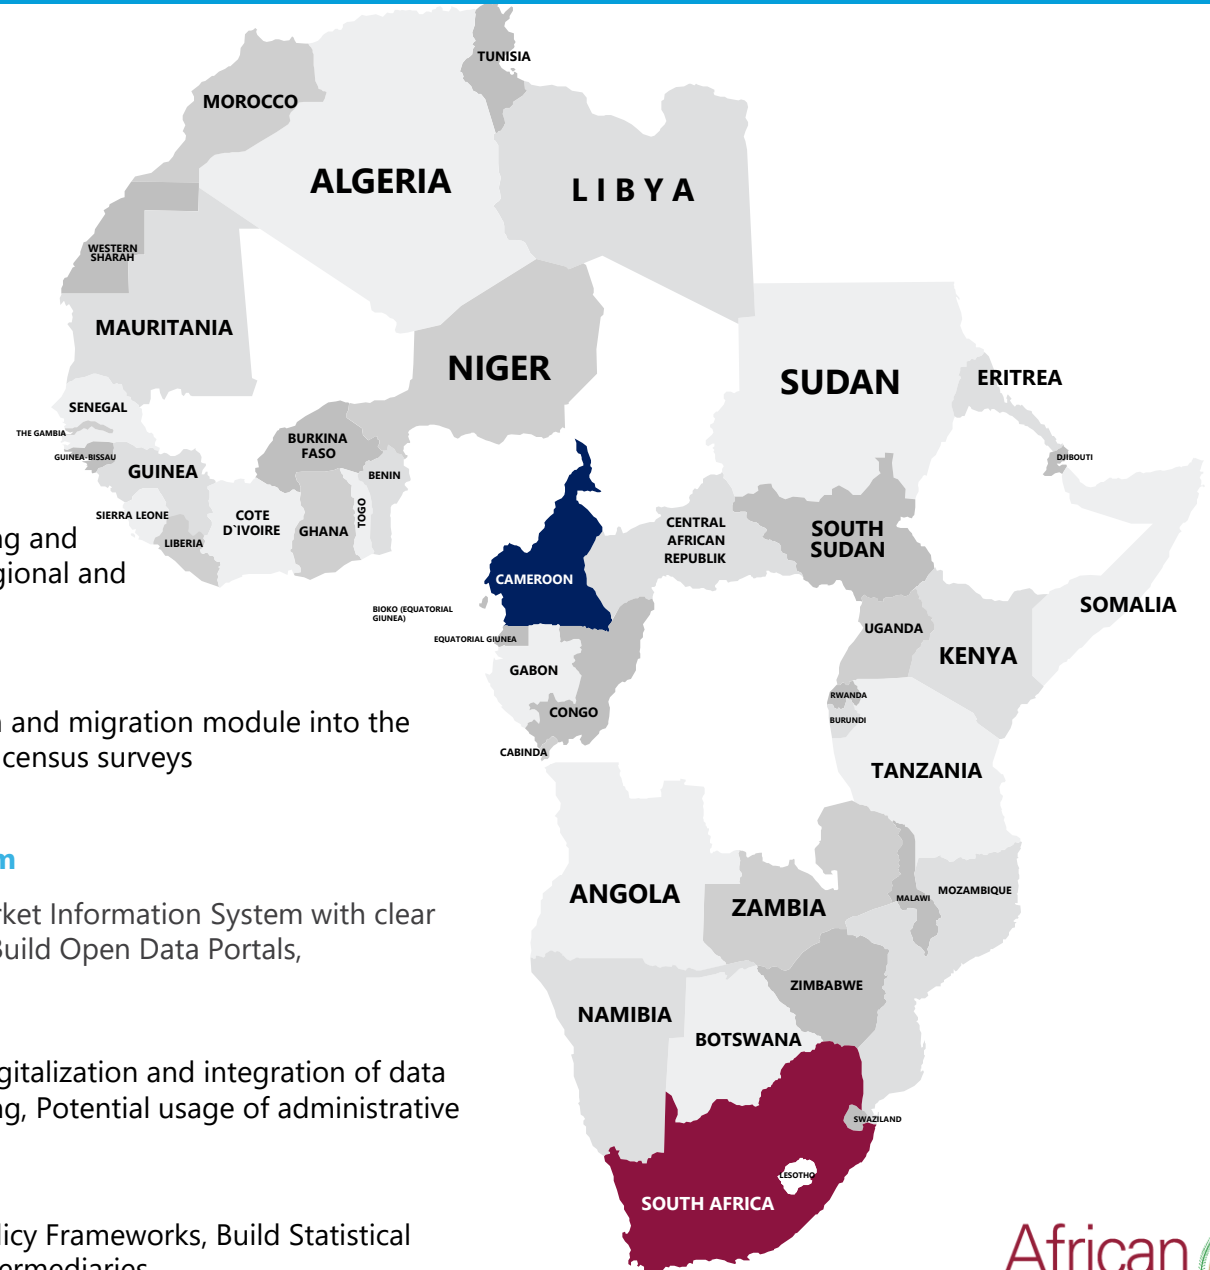 TUNISIA
MOROCCO
ALGERIA
LIBYA
WESTERN
SHARAH
MAURITANIA
NIGER
SUDAN
ERITREA
SENEGAL
THE GAMBIA
BURKINA
FASO
GUINEA-BISSAU
DJIBOUTI
GUINEA
BENIN
SIERRA LEONE
COTE
D`IVOIRE
TOGO
GHANA
LIBERIA
CENTRAL
AFRICAN
REPUBLIK
SOUTH
SUDAN
ng and
gional and
CAMEROON
SOMALIA
BIOKO (EQUATORIAL
GIUNEA)
EQUATORIAL GIUNEA
UGANDA
KENYA
GABON
RWANDA
CONGO
BURUNDI
and migration module into the
census surveys
CABINDA
TANZANIA
m
rket Information System with clear
Build Open Data Portals,
ANGOLA
ZAMBIA
MALAWI
MOZAMBIQUE
ZIMBABWE
NAMIBIA
BOTSWANA
gitalization and integration of data
ng, Potential usage of administrative
SWAZILAND
LESOTHO
SOUTH AFRICA
licy Frameworks, Build Statistical
termediaries
African